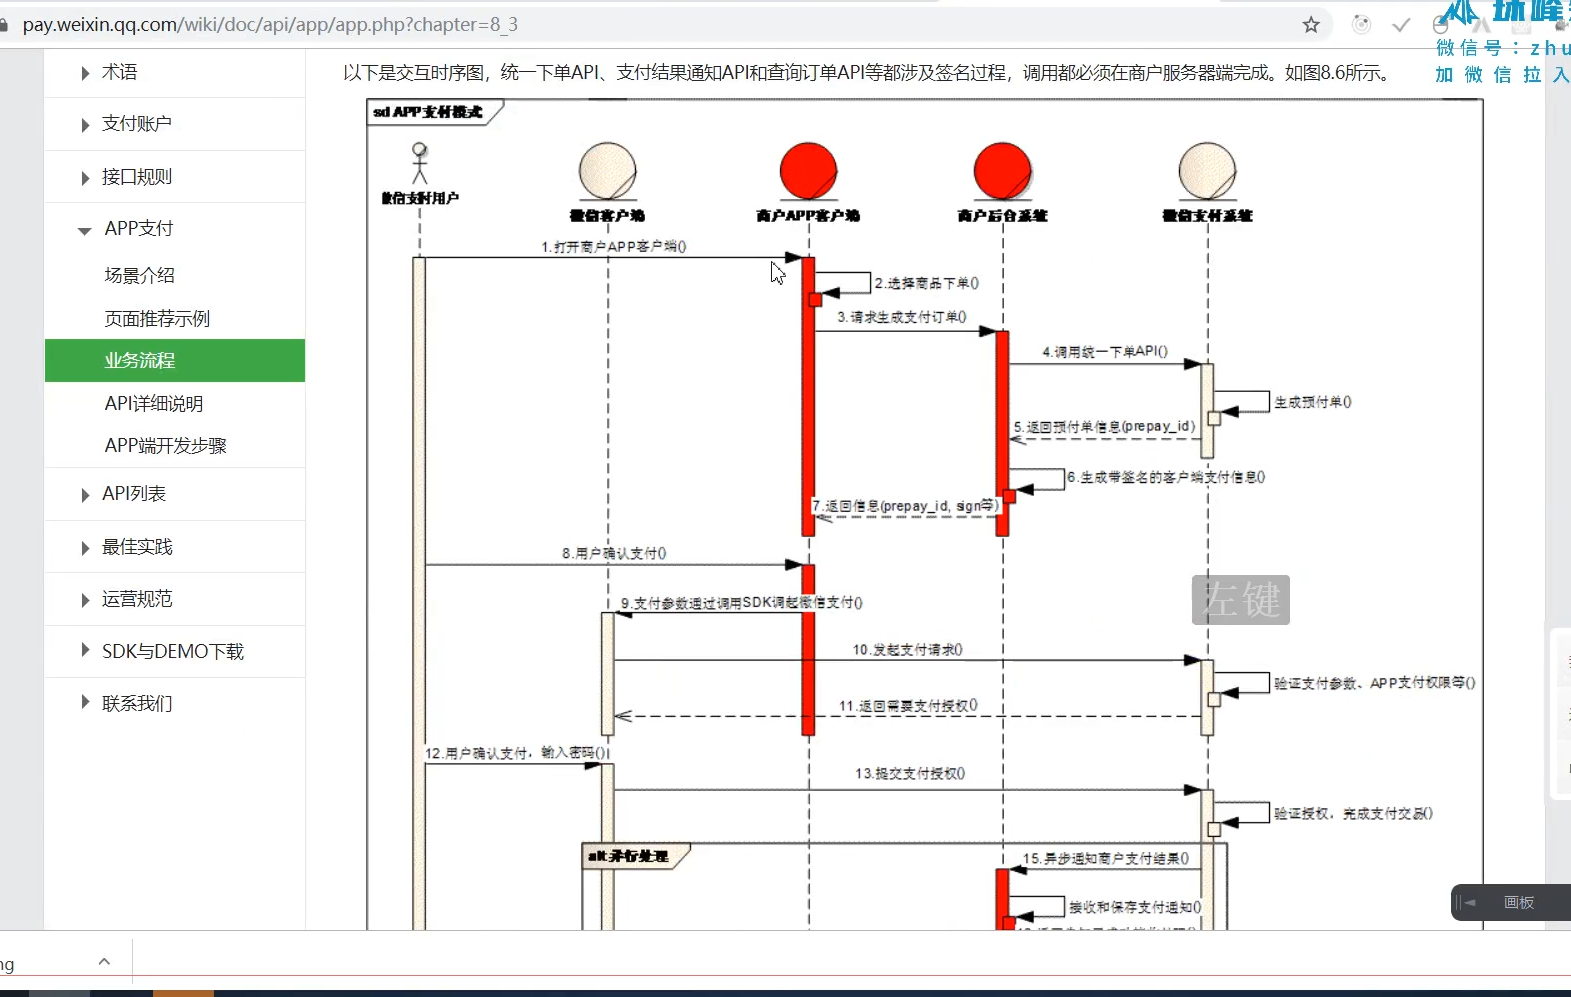 pay.weixin.qq.com/wiki/doc/api/app/app.php?chapter=8_3
环峰
微信号：zhu
加微信拉入
术语
支付账户
接口规则
APP支付
场景介绍
页面推荐示例
业务流程
API详细说明
APP端开发步骤
API列表
最佳实践
运营规范
SDK与DEMO下载
联系我们
以下是交互时序图，统一下单API、支付结果通知API和查询订单API等都涉及签名过程，调用都必须在商户服务器端完成。如图8.6所示。
sd APP支付模式
微信支付用户
微信客户端
商户APP客户端
商户后台系统
微信支付系统
1.打开商户APP客户端()
2.选择商品下单()
3.请求生成支付订单()
4.调用统一下单API()
生成预付单()
5.返回预付单信息(prepay_id)
6.生成带签名的客户端支付信息()
7.返回信息(prepay_id, sign等)
8.用户确认支付()
9.支付参数通过调用SDK调起微信支付()
左键
10.发起支付请求()
验证支付参数、APP支付权限等()
11.返回需要支付授权()
12.用户确认支付，输入密码()
13.提交支付授权()
验证授权，完成支付交易()
alt 并行处理
15.异步通知商户支付结果()
接收和保存支付通知()
画板
ng